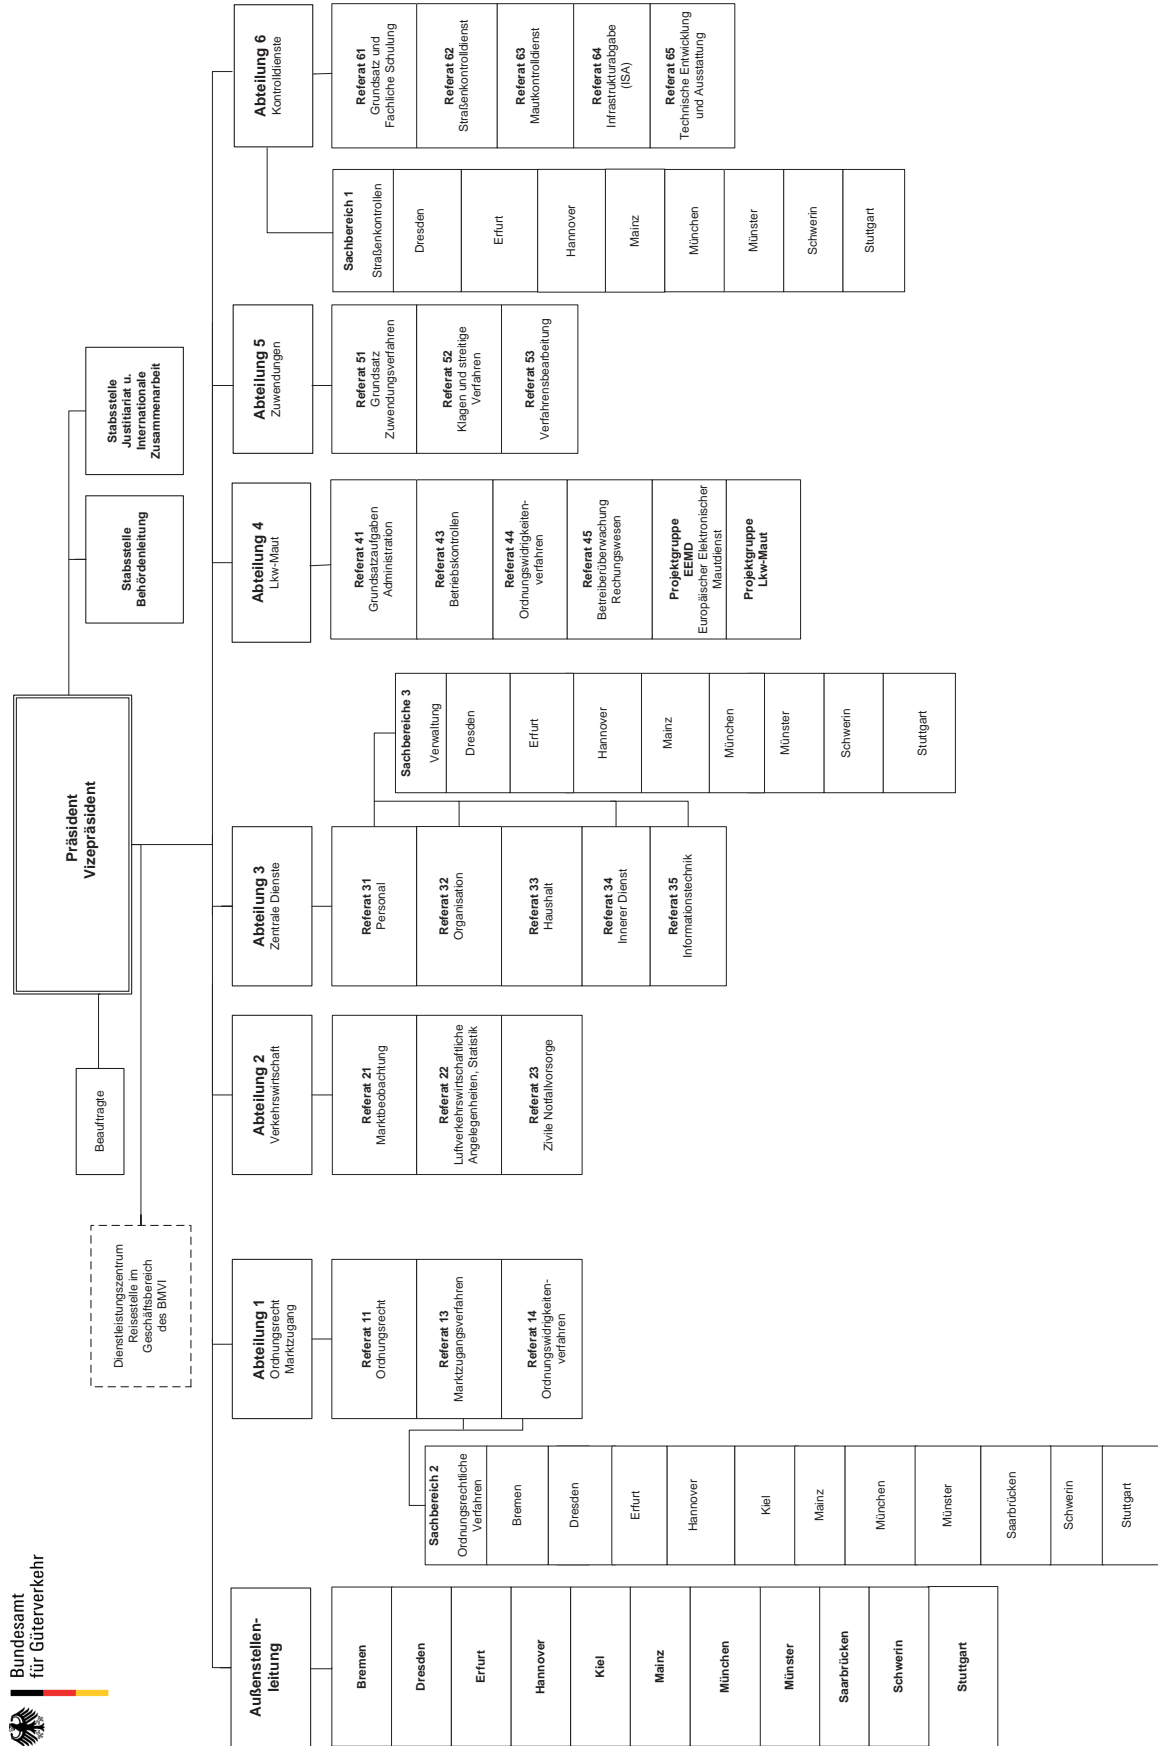 Bundesamt
für Güterverkehr
Präsident
Vizepräsident
Beauftragte
Stabsstelle
Behördenleitung
Stabsstelle
Justitiariat u.
Internationale
Zusammenarbeit
Dienstleistungszentrum
Reisestelle im
Geschäftsbereich
des BMVI
Außenstellen-
leitung
Bremen
Dresden
Erfurt
Hannover
Kiel
Mainz
München
Münster
Saarbrücken
Schwerin
Stuttgart
Abteilung 1
Ordnungsrecht
Marktzugang
Referat 11
Ordnungsrecht
Referat 13
Marktzugangsverfahren
Referat 14
Ordnungswidrigkeiten-
verfahren
Sachbereich 2
Ordnungsrechtliche
Verfahren
Bremen
Dresden
Erfurt
Hannover
Kiel
Mainz
München
Münster
Saarbrücken
Schwerin
Stuttgart
Abteilung 2
Verkehrswirtschaft
Referat 21
Marktbeobachtung
Referat 22
Luftverkehrswirtschaftliche
Angelegenheiten, Statistik
Referat 23
Zivile Notfallvorsorge
Abteilung 3
Zentrale Dienste
Referat 31
Personal
Referat 32
Organisation
Referat 33
Haushalt
Referat 34
Innerer Dienst
Referat 35
Informationstechnik
Sachbereiche 3
Verwaltung
Dresden
Erfurt
Hannover
Mainz
München
Münster
Schwerin
Stuttgart
Abteilung 4
Lkw-Maut
Referat 41
Grundsatzaufgaben
Administration
Referat 43
Betriebskontrollen
Referat 44
Ordnungswidrigkeiten-
verfahren
Referat 45
Betreiberüberwachung
Rechungswesen
Projektgruppe
EEMD
Europäischer Elektronischer
Mautdienst
Projektgruppe
Lkw-Maut
Abteilung 5
Zuwendungen
Referat 51
Grundsatz
Zuwendungsverfahren
Referat 52
Klagen und streitige
Verfahren
Referat 53
Verfahrensbearbeitung
Abteilung 6
Kontrolldienste
Referat 61
Grundsatz und
Fachliche Schulung
Referat 62
Straßenkontrolldienst
Referat 63
Mautkontrolldienst
Referat 64
Infrastrukturabgabe
(ISA)
Referat 65
Technische Entwicklung
und Ausstattung
Sachbereich 1
Straßenkontrollen
Dresden
Erfurt
Hannover
Mainz
München
Münster
Schwerin
Stuttgart